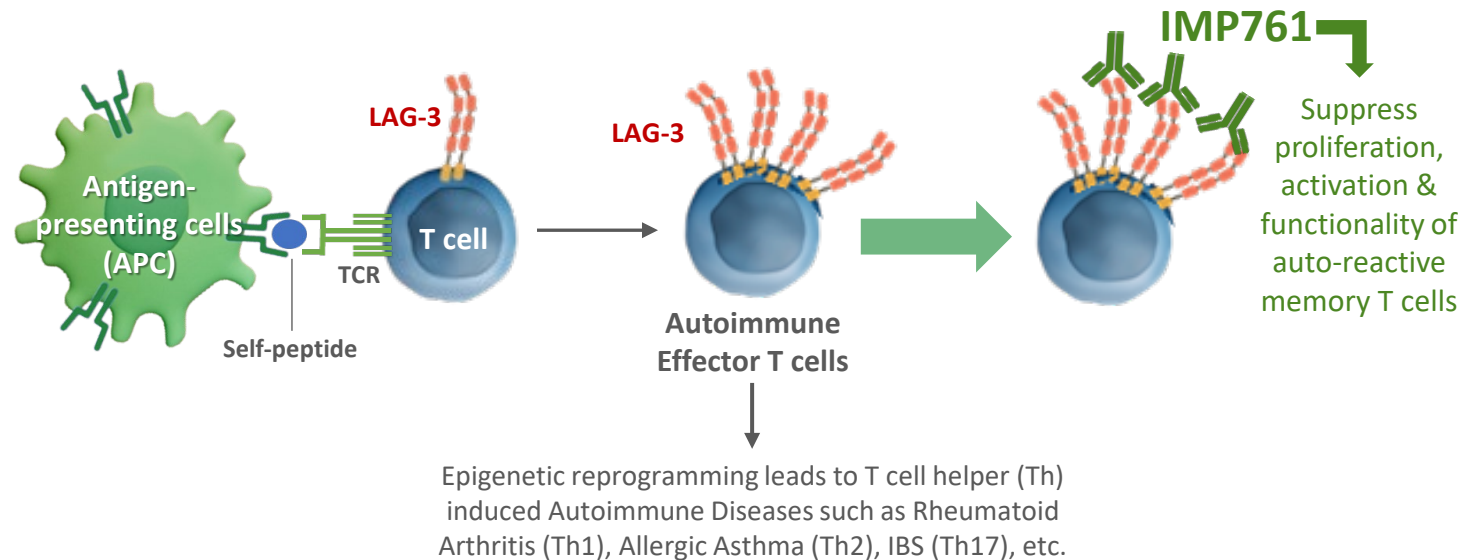 IMP761
LAG-3
LAG-3
Antigen-
presenting cells
(APC)
T cell
TCR
Self-peptide
Autoimmune
Effector T cells
Suppress
proliferation,
activation &
functionality of
auto-reactive
memory T cells
Epigenetic reprogramming leads to T cell helper (Th)
induced Autoimmune Diseases such as Rheumatoid
Arthritis (Th1), Allergic Asthma (Th2), IBS (Th17), etc.